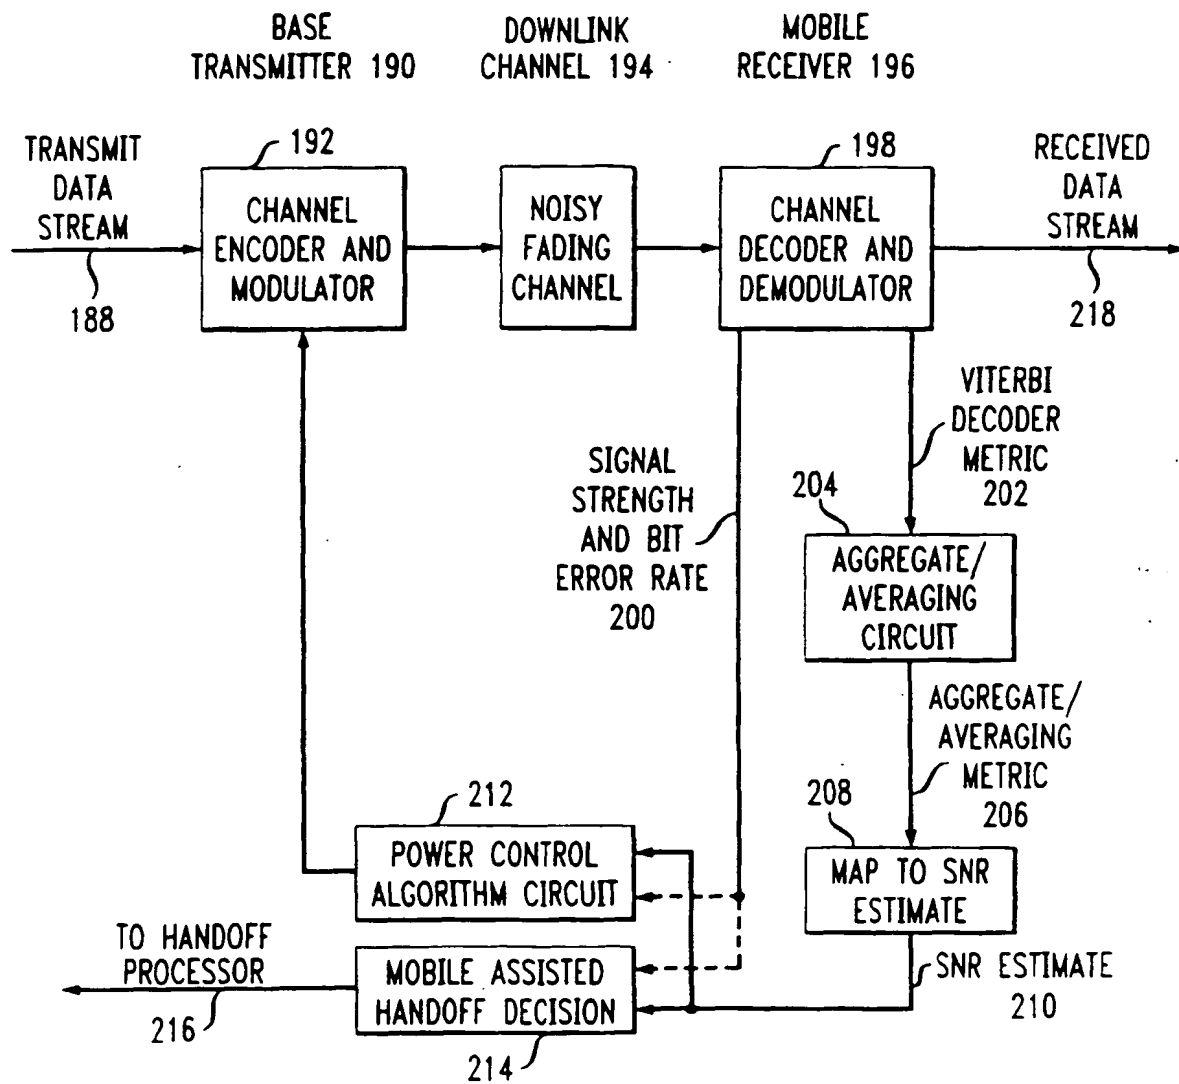 BASE
TRANSMITTER 190
DOWNLINK
CHANNEL 194
MOBILE
RECEIVER 196
TRANSMIT
DATA
STREAM
188
192
CHANNEL
ENCODER AND
MODULATOR
NOISY
FADING
CHANNEL
198
CHANNEL
DECODER AND
DEMODULATOR
RECEIVED
DATA
STREAM
218
VITERBI
DECODER
METRIC
202
SIGNAL
STRENGTH
AND BIT
ERROR RATE
200
204
AGGREGATE/
AVERAGING
CIRCUIT
AGGREGATE/
AVERAGING
METRIC
206
208
MAP TO SNR
ESTIMATE
212
POWER CONTROL
ALGORITHM CIRCUIT
TO HANDOFF
PROCESSOR
216
MOBILE ASSISTED
HANDOFF DECISION
214
SNR ESTIMATE
210